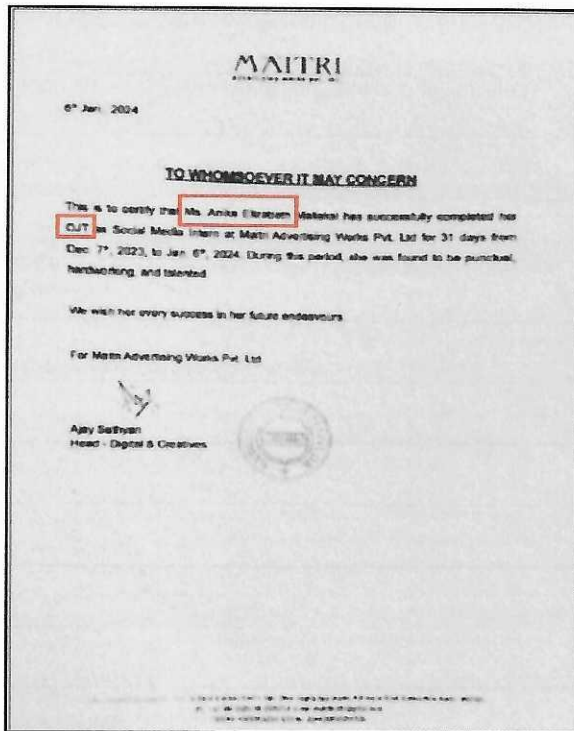 MAITRI
6th Jan, 2024
TO WHOMSOEVER IT MAY CONCERN
This is to certify that Ms. Anika Elizabeth has successfully completed her
OJT as Social Media Intern at Maitri Advertising Works Pvt. Ltd for 31 days from
Dec. 7th, 2023, to Jan. 6th, 2024. During this period, she was found to be punctual,
hardworking, and talented.
We wish her every success in her future endeavours.
For Maitri Advertising Works Pvt. Ltd
Ajay Sathyan
Head - Digital & Creatives